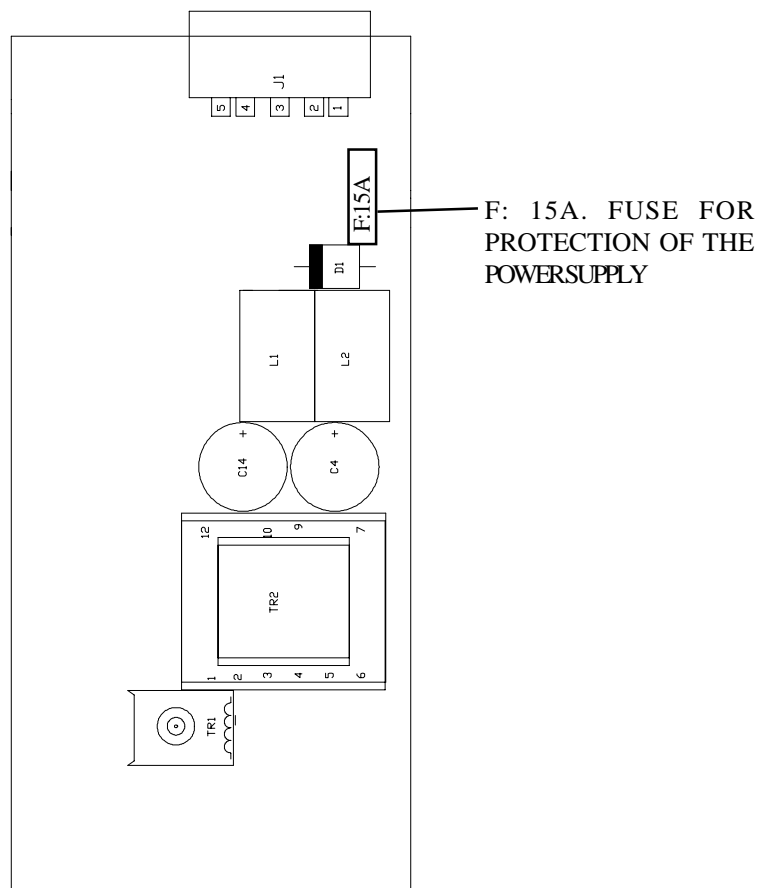 J1
5 4 3 2 1
F:15A
F: 15A. FUSE FOR
PROTECTION OF THE
POWERSUPPLY
D1
L1 L2
+ +
C14 C4
12 10 9 7
TR2
1 2 3 4 5 6
TR1